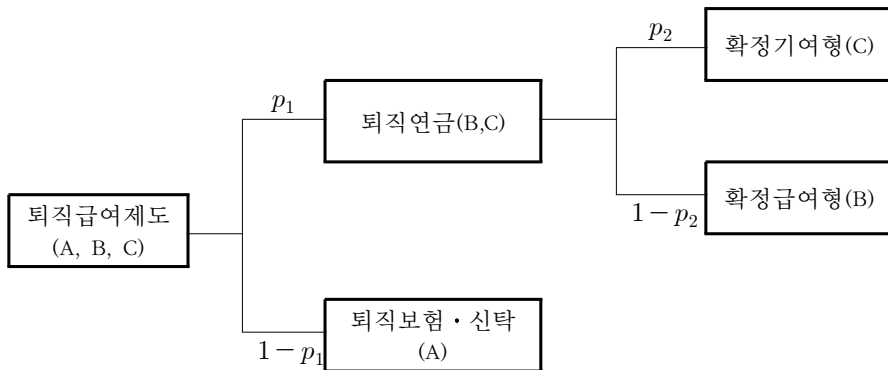 p₂
확정기여형(C)
p₁
퇴직연금(B,C)
1 − p₂
확정급여형(B)
퇴직급여제도
(A, B, C)
퇴직보험·신탁
(A)
1 − p₁